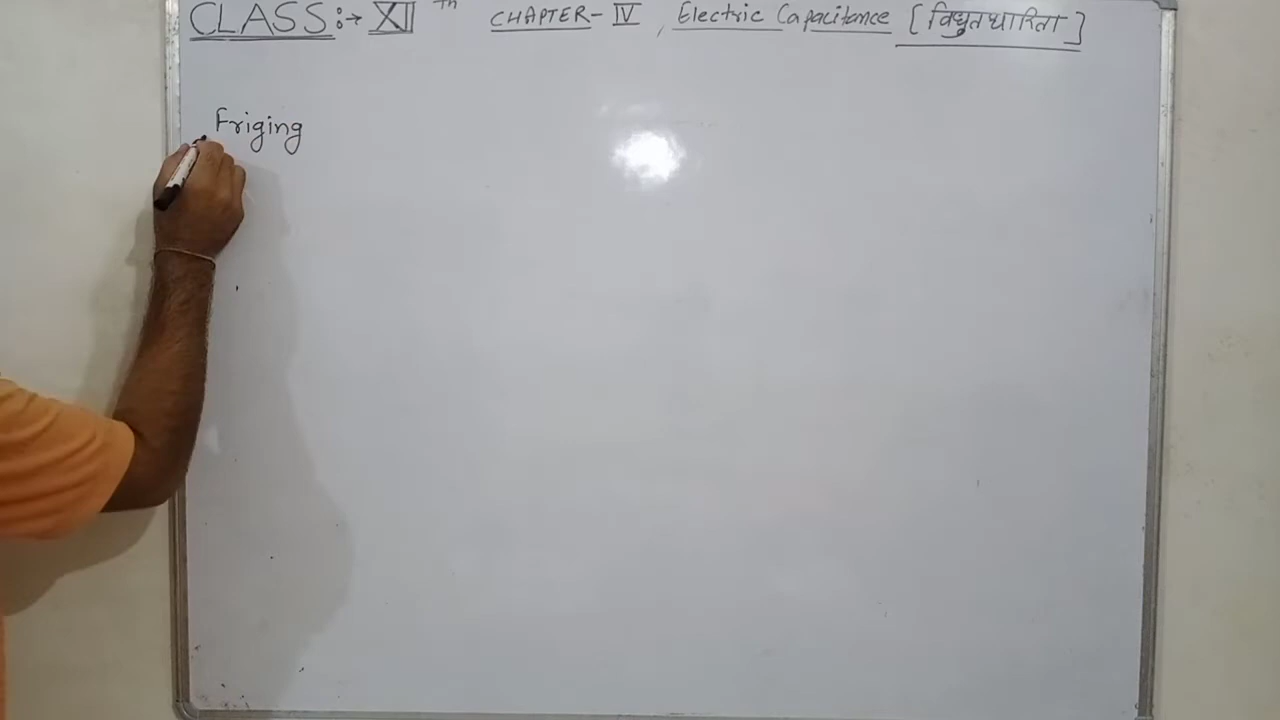 CLASS:→ XII Th CHAPTER-IV, Electric Capacitance [विधुत धारिता]
Friging